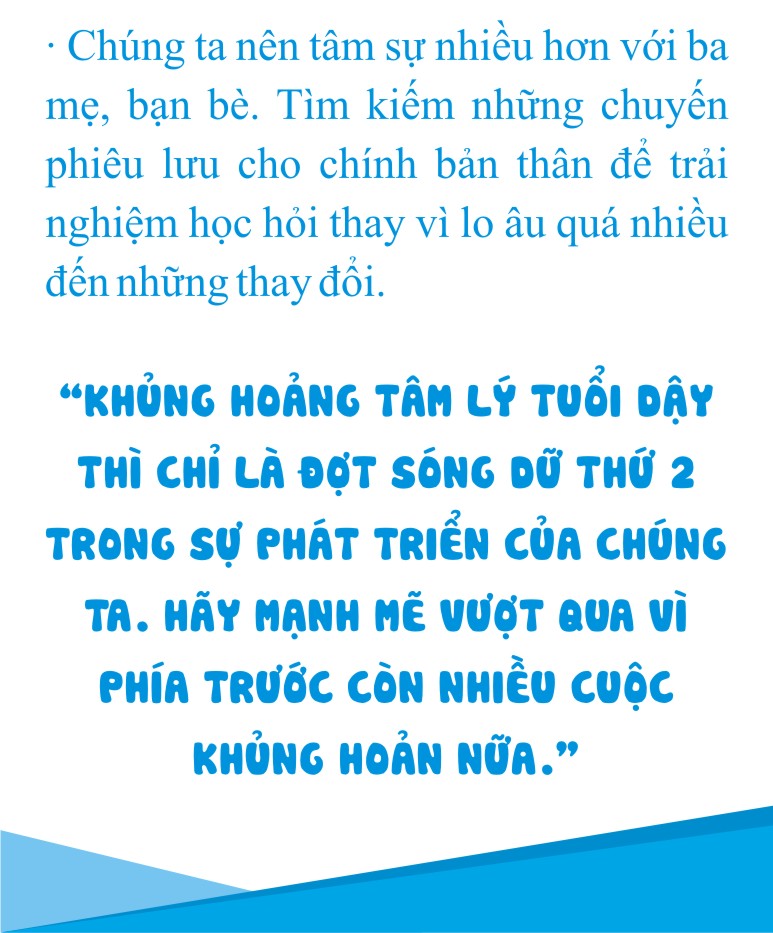 · Chúng ta nên tâm sự nhiều hơn với ba
mẹ, bạn bè. Tìm kiếm những chuyến
phiêu lưu cho chính bản thân để trải
nghiệm học hỏi thay vì lo âu quá nhiều
đến những thay đổi.
“KHỦNG HOẢNG TÂM LÝ TUỔI DẬY
THÌ CHỈ LÀ ĐỢT SÓNG DỮ THỨ 2
TRONG SỰ PHÁT TRIỂN CỦA CHÚNG
TA. HÃY MẠNH MẼ VƯỢT QUA VÌ
PHÍA TRƯỚC CÒN NHIỀU CUỘC
KHỦNG HOẢN NỮA.”